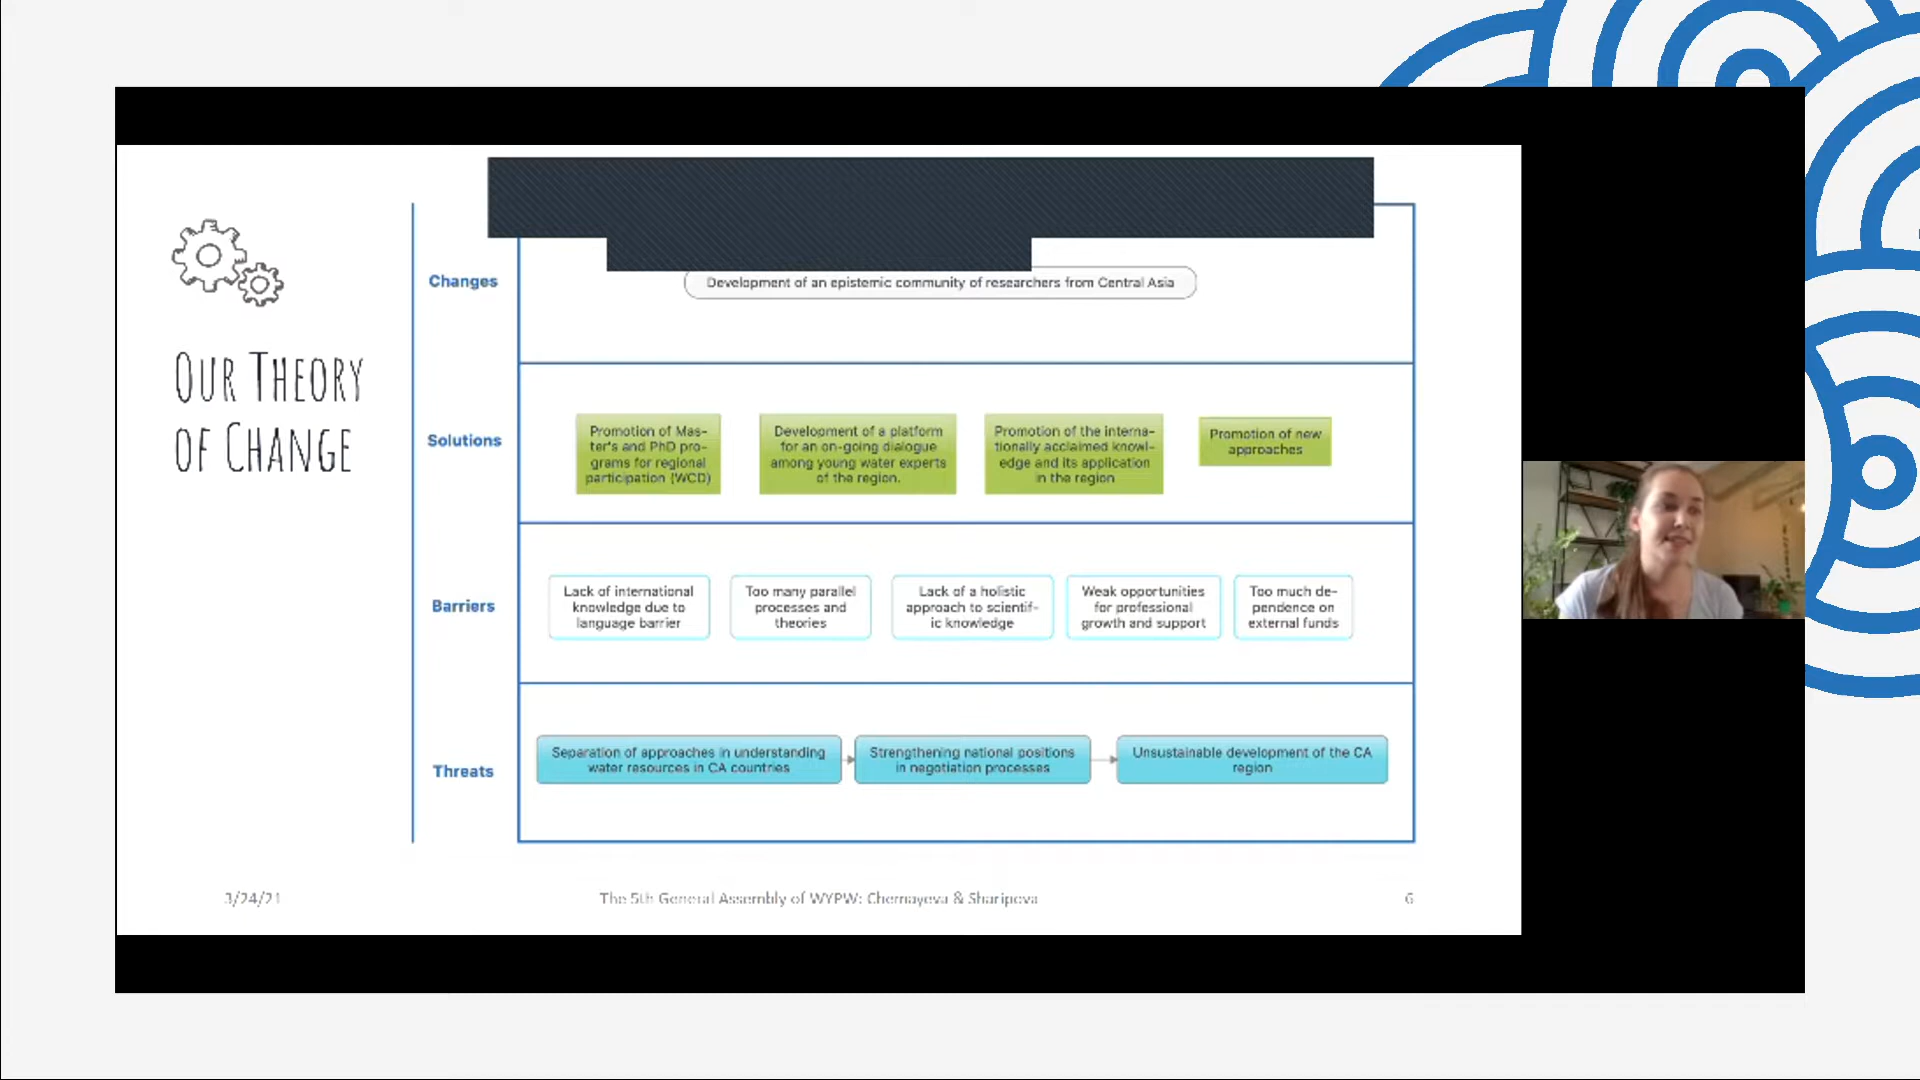 OUR THEORY
OF CHANGE
Changes
Development of an epistemic community of researchers from Central Asia
Solutions
Promotion of Mas-
ter's and PhD pro-
grams for regional
participation (WCD)
Development of a platform
for an on-going dialogue
among young water experts
of the region.
Promotion of the interna-
tionally acclaimed knowl-
edge and its application
in the region
Promotion of new
approaches
Barriers
Lack of international
knowledge due to
language barrier
Too many parallel
processes and
theories
Lack of a holistic
approach to scientif-
ic knowledge
Weak opportunities
for professional
growth and support
Too much de-
pendence on
external funds
Threats
Separation of approaches in understanding
water resources in CA countries
Strengthening national positions
in negotiation processes
Unsustainable development of the CA
region
3/24/21
The 5th General Assembly of WYPW: Chernayeva & Sharipova
6